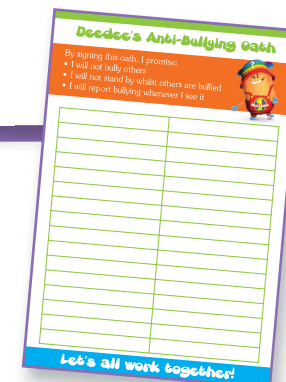 Deedee's Anti-Bullying Oath
By signing this oath, I promise:
• I will not bully others
• I will not stand by whilst others are bullied
• I will report bullying whenever I see it
Let's all work together!